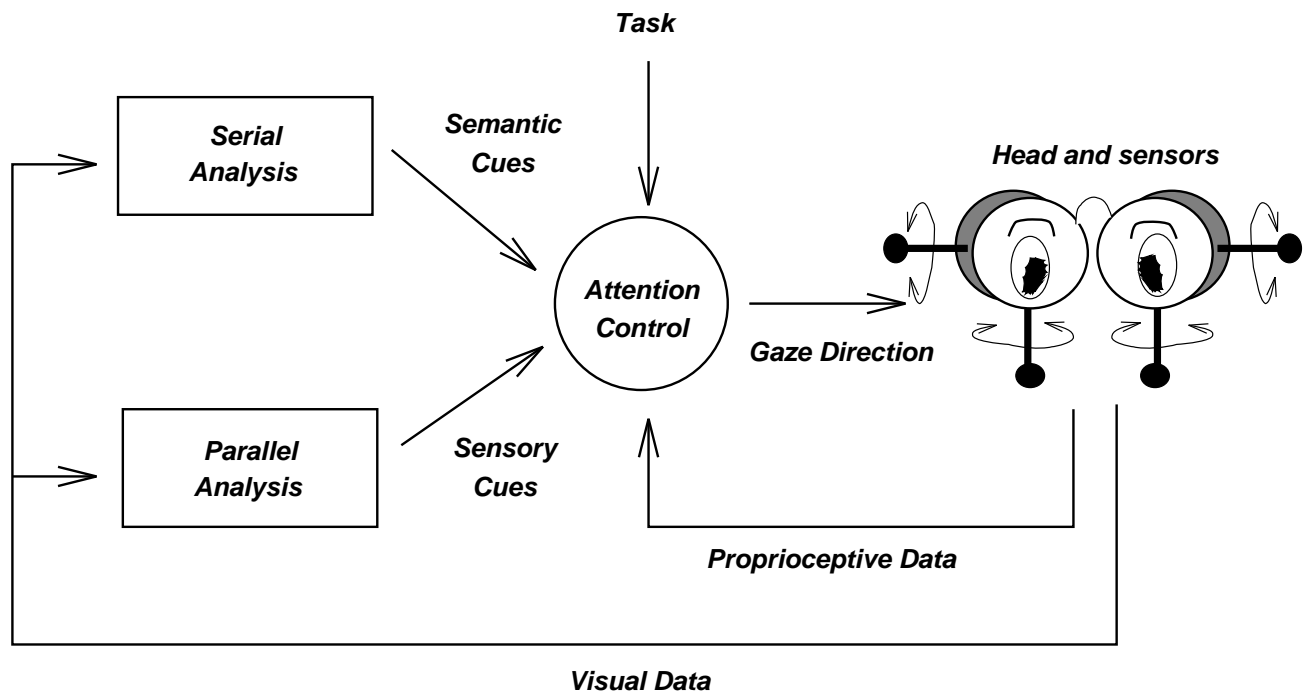 Task
Serial
Analysis
Semantic
Cues
Head and sensors
Attention
Control
Gaze Direction
Parallel
Analysis
Sensory
Cues
Proprioceptive Data
Visual Data